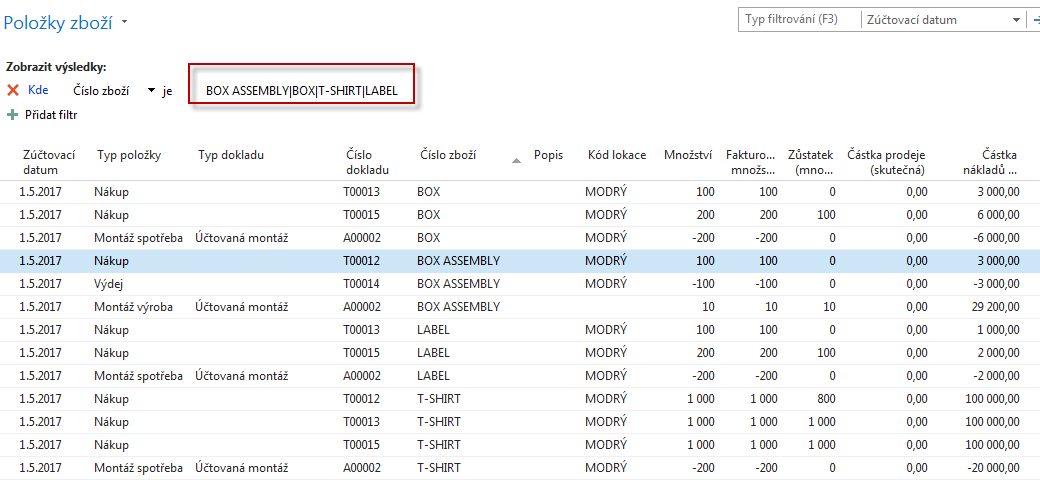 Položky zboží
Typ filtrování (F3) Zúčtovací datum
Zobrazit výsledky:
Kde Číslo zboží je BOX ASSEMBLY|BOX|T-SHIRT|LABEL
Přidat filtr
Zúčtovací datum Typ položky Typ dokladu Číslo dokladu Číslo zboží Popis Kód lokace Množství Fakturo... množs... Zůstatek (mno... Částka prodeje (skutečná) Částka nákladů ...
1.5.2017 Nákup T00013 BOX MODRÝ 100 100 0 0,00 3 000,00
1.5.2017 Nákup T00015 BOX MODRÝ 200 200 100 0,00 6 000,00
1.5.2017 Montáž spotřeba Účtovaná montáž A00002 BOX MODRÝ -200 -200 0 0,00 -6 000,00
1.5.2017 Nákup T00012 BOX ASSEMBLY MODRÝ 100 100 0 0,00 3 000,00
1.5.2017 Výdej T00014 BOX ASSEMBLY MODRÝ -100 -100 0 0,00 -3 000,00
1.5.2017 Montáž výroba Účtovaná montáž A00002 BOX ASSEMBLY 10 10 10 0,00 29 200,00
1.5.2017 Nákup T00013 LABEL MODRÝ 100 100 0 0,00 1 000,00
1.5.2017 Nákup T00015 LABEL MODRÝ 200 200 100 0,00 2 000,00
1.5.2017 Montáž spotřeba Účtovaná montáž A00002 LABEL MODRÝ -200 -200 0 0,00 -2 000,00
1.5.2017 Nákup T00012 T-SHIRT MODRÝ 1 000 1 000 800 0,00 100 000,00
1.5.2017 Nákup T00013 T-SHIRT MODRÝ 1 000 1 000 1 000 0,00 100 000,00
1.5.2017 Nákup T00015 T-SHIRT MODRÝ 1 000 1 000 1 000 0,00 100 000,00
1.5.2017 Montáž spotřeba Účtovaná montáž A00002 T-SHIRT MODRÝ -200 -200 0 0,00 -20 000,00